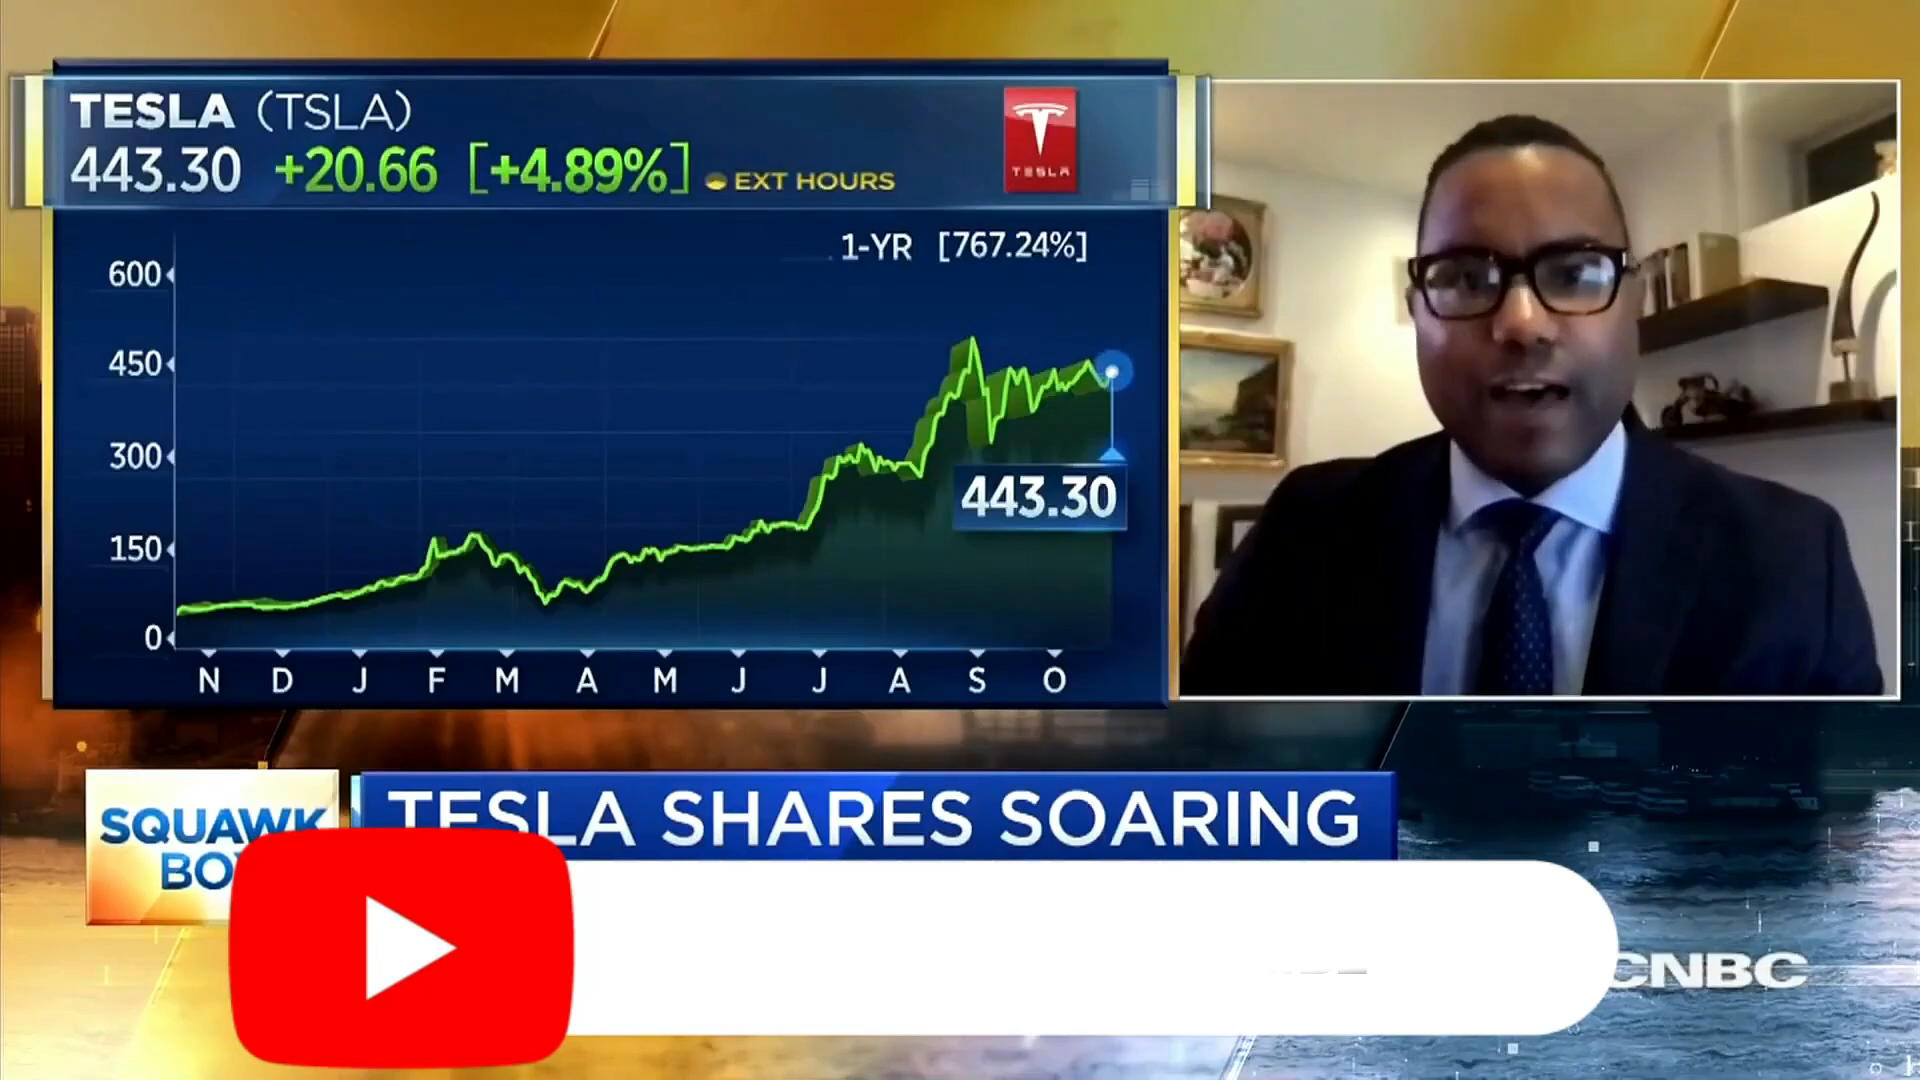 TESLA (TSLA)
443.30 +20.66 [+4.89%] EXT HOURS
TESLA
1-YR [767.24%]
600
450
300
150
0
443.30
N D J F M A M J J A S O
SQUAWK
TESLA SHARES SOARING
CNBC